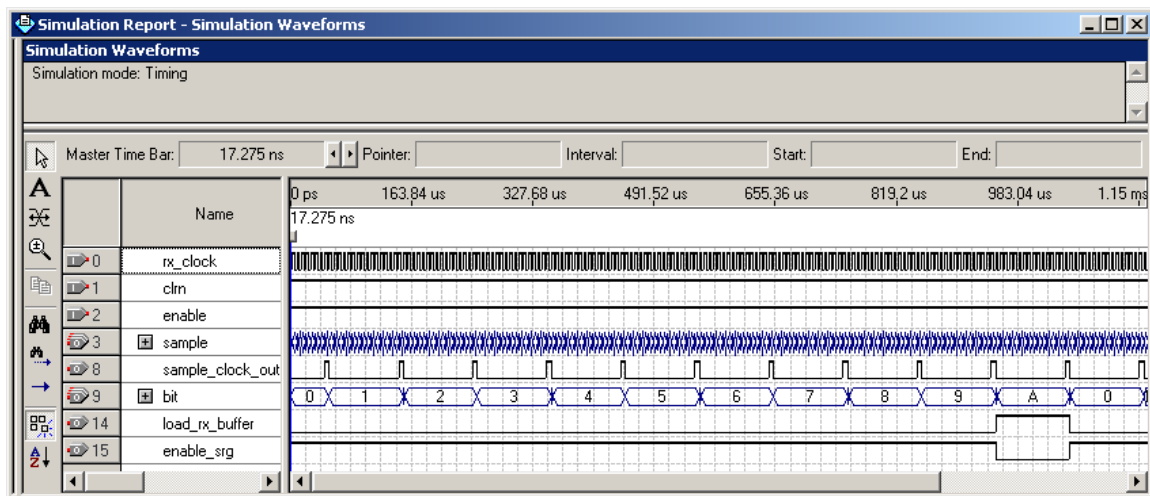 Simulation Report - Simulation Waveforms
Simulation Waveforms
Simulation mode: Timing
Master Time Bar: 17.275 ns Pointer: Interval: Start: End:
Name
0 ps 163.84 us 327.68 us 491.52 us 655.36 us 819.2 us 983.04 us 1.15 ms
17.275 ns
0 rx_clock
1 clrn
2 enable
3 sample
8 sample_clock_out
9 bit 0 1 2 3 4 5 6 7 8 9 A 0
14 load_rx_buffer
15 enable_srg